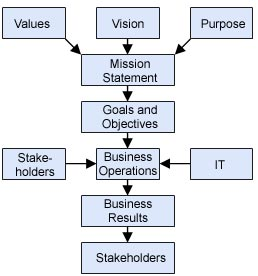 Values
Vision
Purpose
Mission
Statement
Goals and
Objectives
Stake-
holders
Business
Operations
IT
Business
Results
Stakeholders